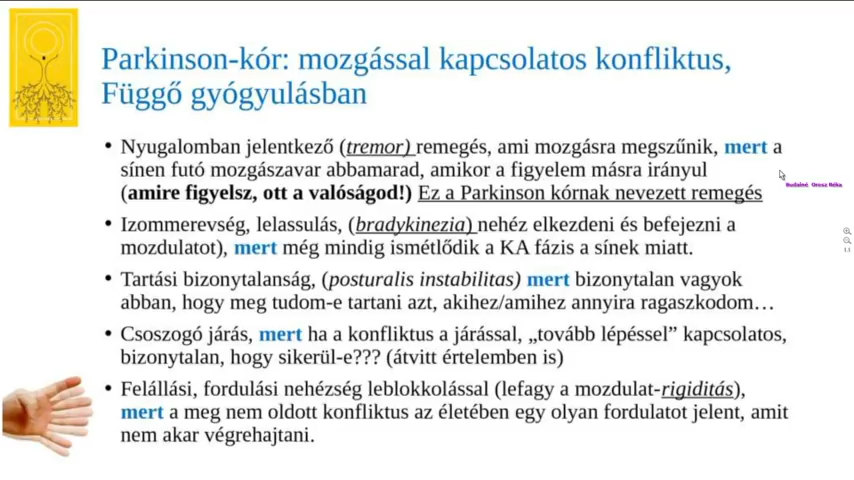 Parkinson-kór: mozgással kapcsolatos konfliktus,
Függő gyógyulásban
• Nyugalomban jelentkező (tremor) remegés, ami mozgásra megszűnik, mert a
sínen futó mozgászavar abbamarad, amikor a figyelem másra irányul
(amire figyelsz, ott a valóságod!) Ez a Parkinson kórnak nevezett remegés
• Izommerevség, lelassulás, (bradykinezia) nehéz elkezdeni és befejezni a
mozdulatot), mert még mindig ismétlődik a KA fázis a sínek miatt.
• Tartási bizonytalanság, (posturalis instabilitas) mert bizonytalan vagyok
abban, hogy meg tudom-e tartani azt, akihez/amihez annyira ragaszkodom…
• Csoszogó járás, mert ha a konfliktus a járással, „tovább lépéssel” kapcsolatos,
bizonytalan, hogy sikerül-e??? (átvitt értelemben is)
• Felállási, fordulási nehézség leblokkolással (lefagy a mozdulat-rigiditás),
mert a meg nem oldott konfliktus az életében egy olyan fordulatot jelent, amit
nem akar végrehajtani.